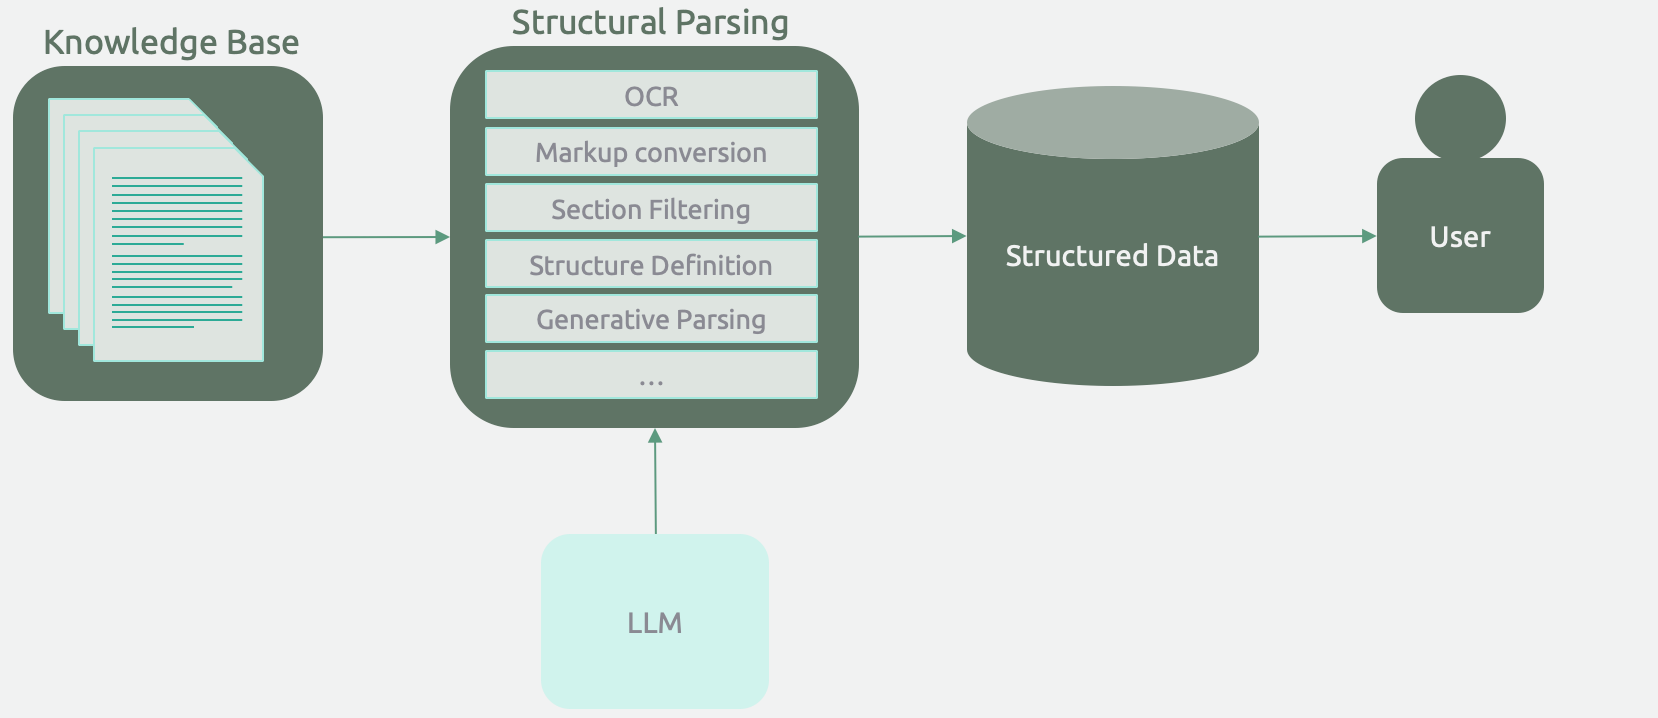 Knowledge Base
Structural Parsing
OCR
Markup conversion
Section Filtering
Structure Definition
Generative Parsing
...
Structured Data
User
LLM